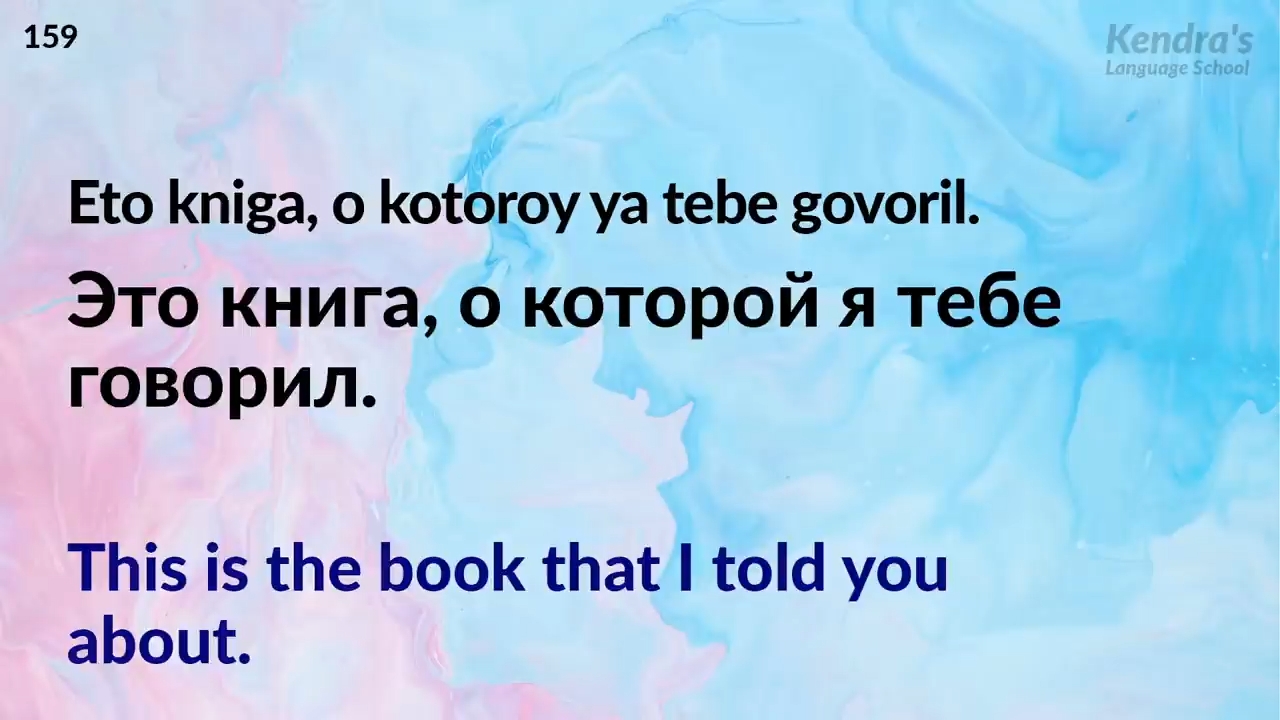 159
Kendra's
Language School
Eto kniga, o kotoroy ya tebe govoril.
Это книга, о которой я тебе
говорил.
This is the book that I told you
about.